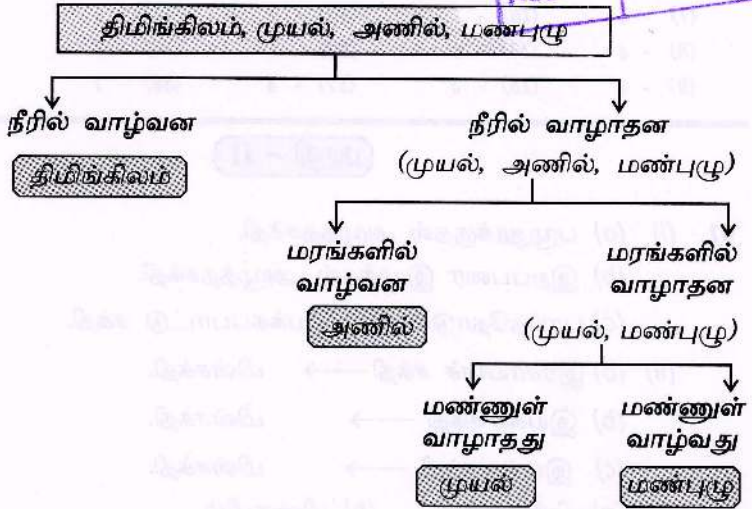 திமிங்கிலம், முயல், அணில், மண்புழு
நீரில் வாழ்வன நீரில் வாழாதன
திமிங்கிலம் (முயல், அணில், மண்புழு)
மரங்களில் மரங்களில்
வாழ்வன வாழாதன
அணில் (முயல், மண்புழு)
மண்ணுள் மண்ணுள்
வாழாதது வாழ்வது
முயல் மண்புழு